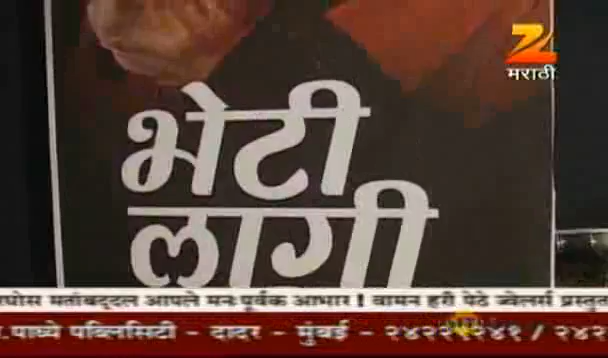 मराठी
भेटी
लागी
मतांबद्दल आपले मनःपूर्वक आभार ! वामन हरी पेठे ज्वेलर्स प्रस्तुत
पाध्ये पब्लिसिटी - दादर - मुंबई - २४२२१२४१ / २४२